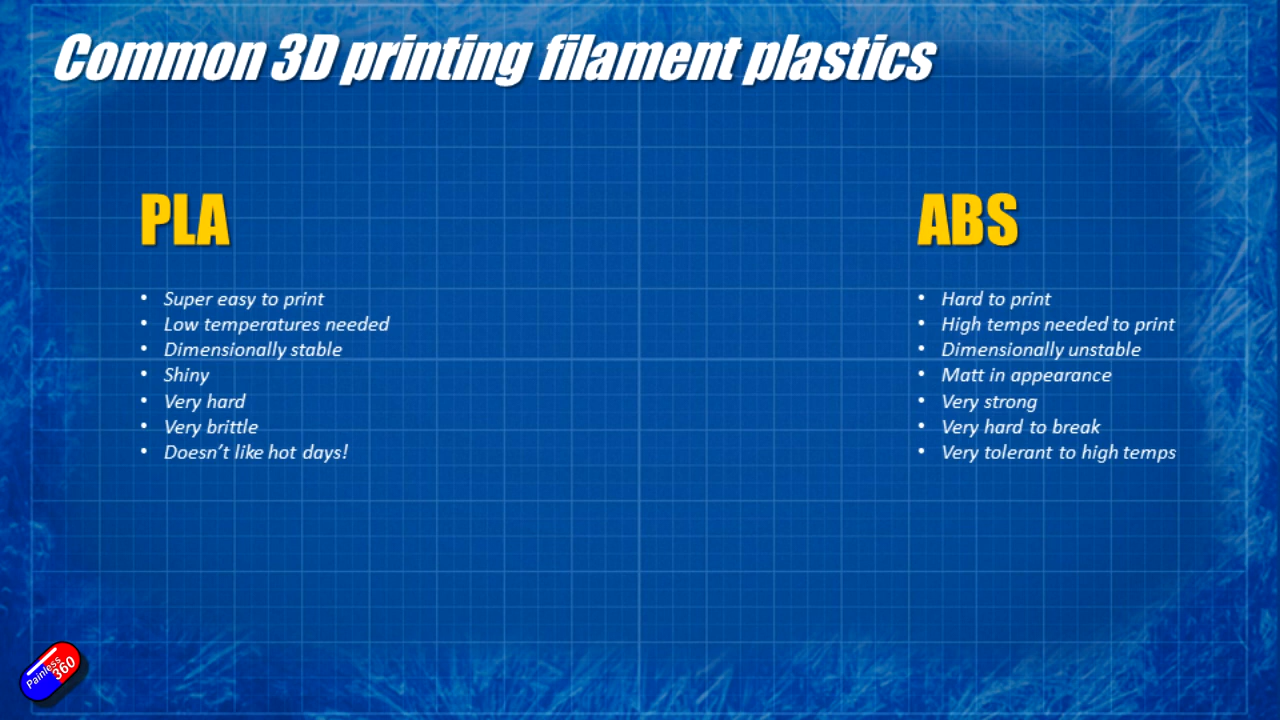 Common 3D printing filament plastics
PLA
• Super easy to print
• Low temperatures needed
• Dimensionally stable
• Shiny
• Very hard
• Very brittle
• Doesn’t like hot days!
ABS
• Hard to print
• High temps needed to print
• Dimensionally unstable
• Matt in appearance
• Very strong
• Very hard to break
• Very tolerant to high temps
Painless
360